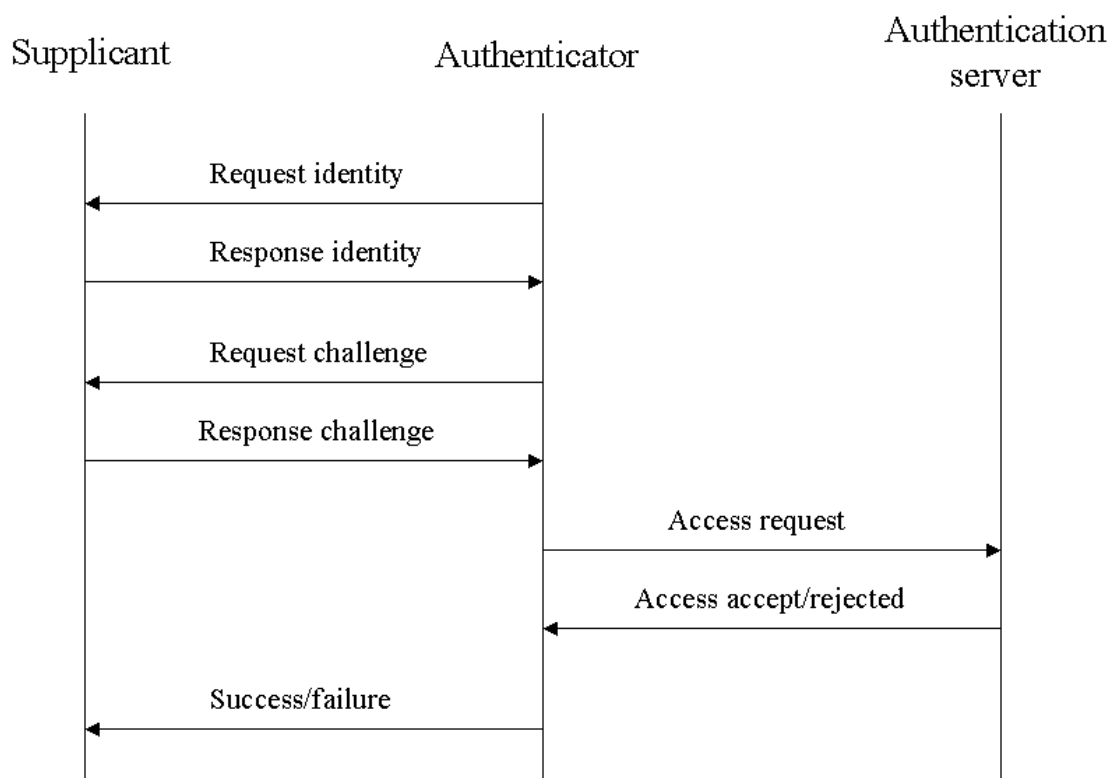 Supplicant
Authenticator
Authentication
server
Request identity
Response identity
Request challenge
Response challenge
Access request
Access accept/rejected
Success/failure